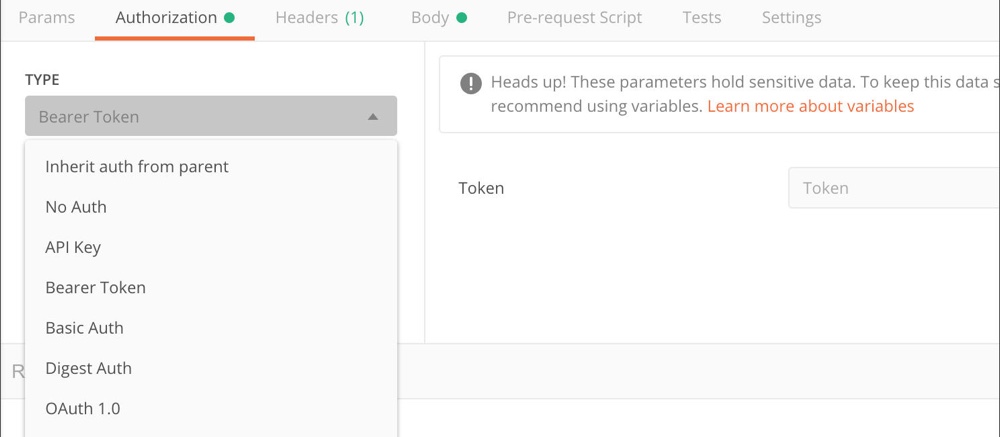 Params Authorization Headers (1) Body Pre-request Script Tests Settings
TYPE
Bearer Token
Inherit auth from parent
No Auth
API Key
Bearer Token
Basic Auth
Digest Auth
OAuth 1.0
Heads up! These parameters hold sensitive data. To keep this data
recommend using variables. Learn more about variables
Token Token